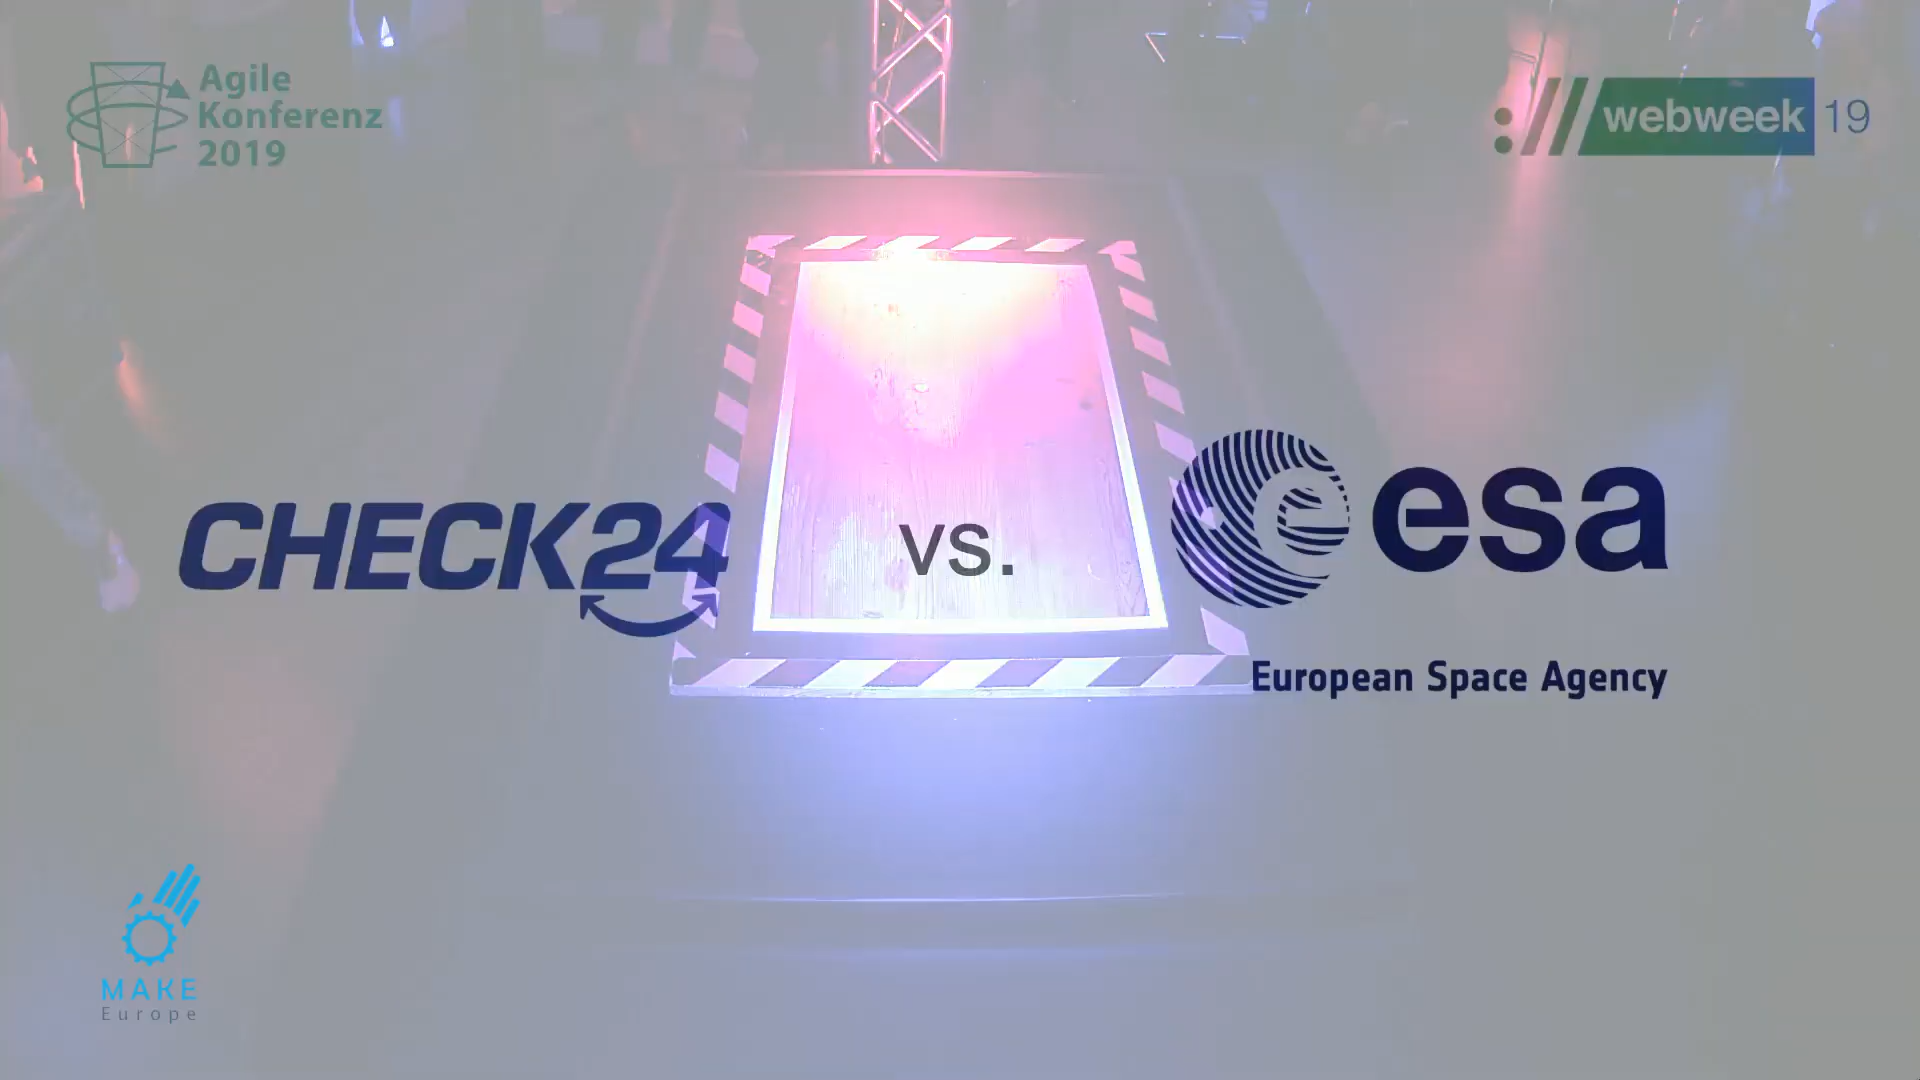 Agile
Konferenz
2019
:/// webweek 19
CHECK24
vs.
esa
European Space Agency
MAKE
Europe